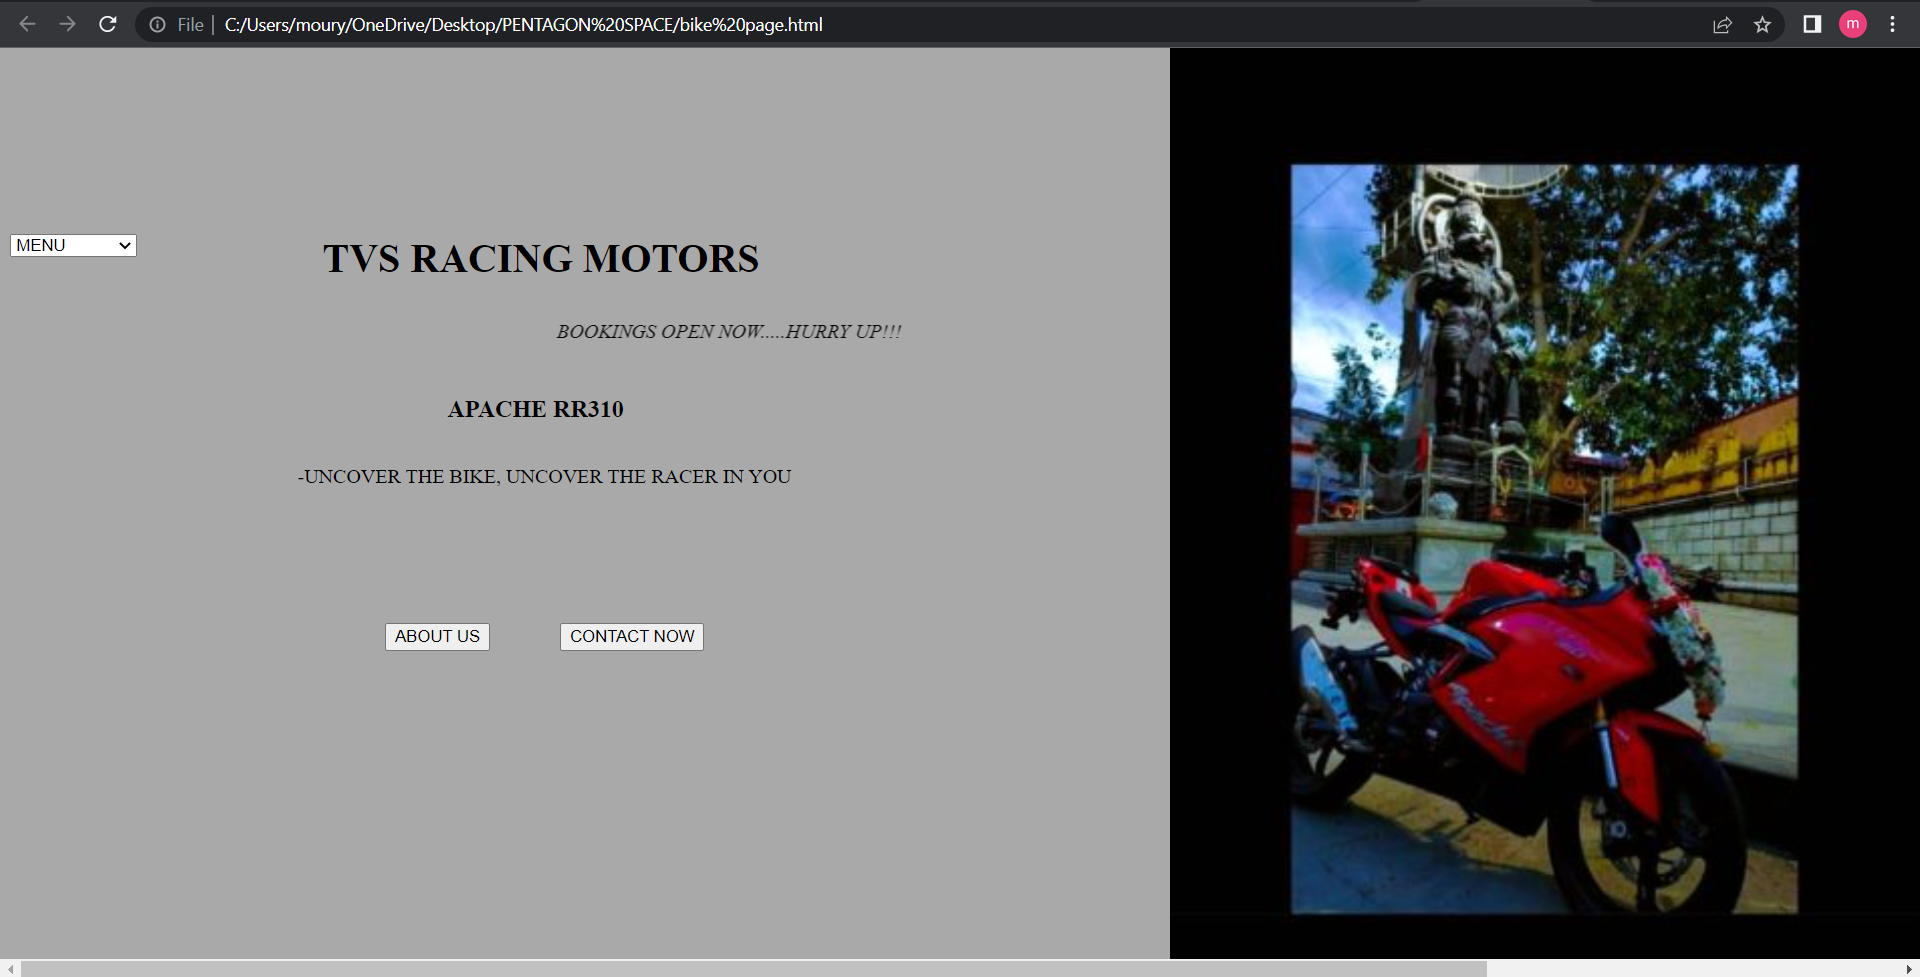 File
C:/Users/moury/OneDrive/Desktop/PENTAGON%20SPACE/bike%20page.html
m
MENU
TVS RACING MOTORS
BOOKINGS OPEN NOW.....HURRY UP!!!
APACHE RR310
-UNCOVER THE BIKE, UNCOVER THE RACER IN YOU
ABOUT US
CONTACT NOW
Apache